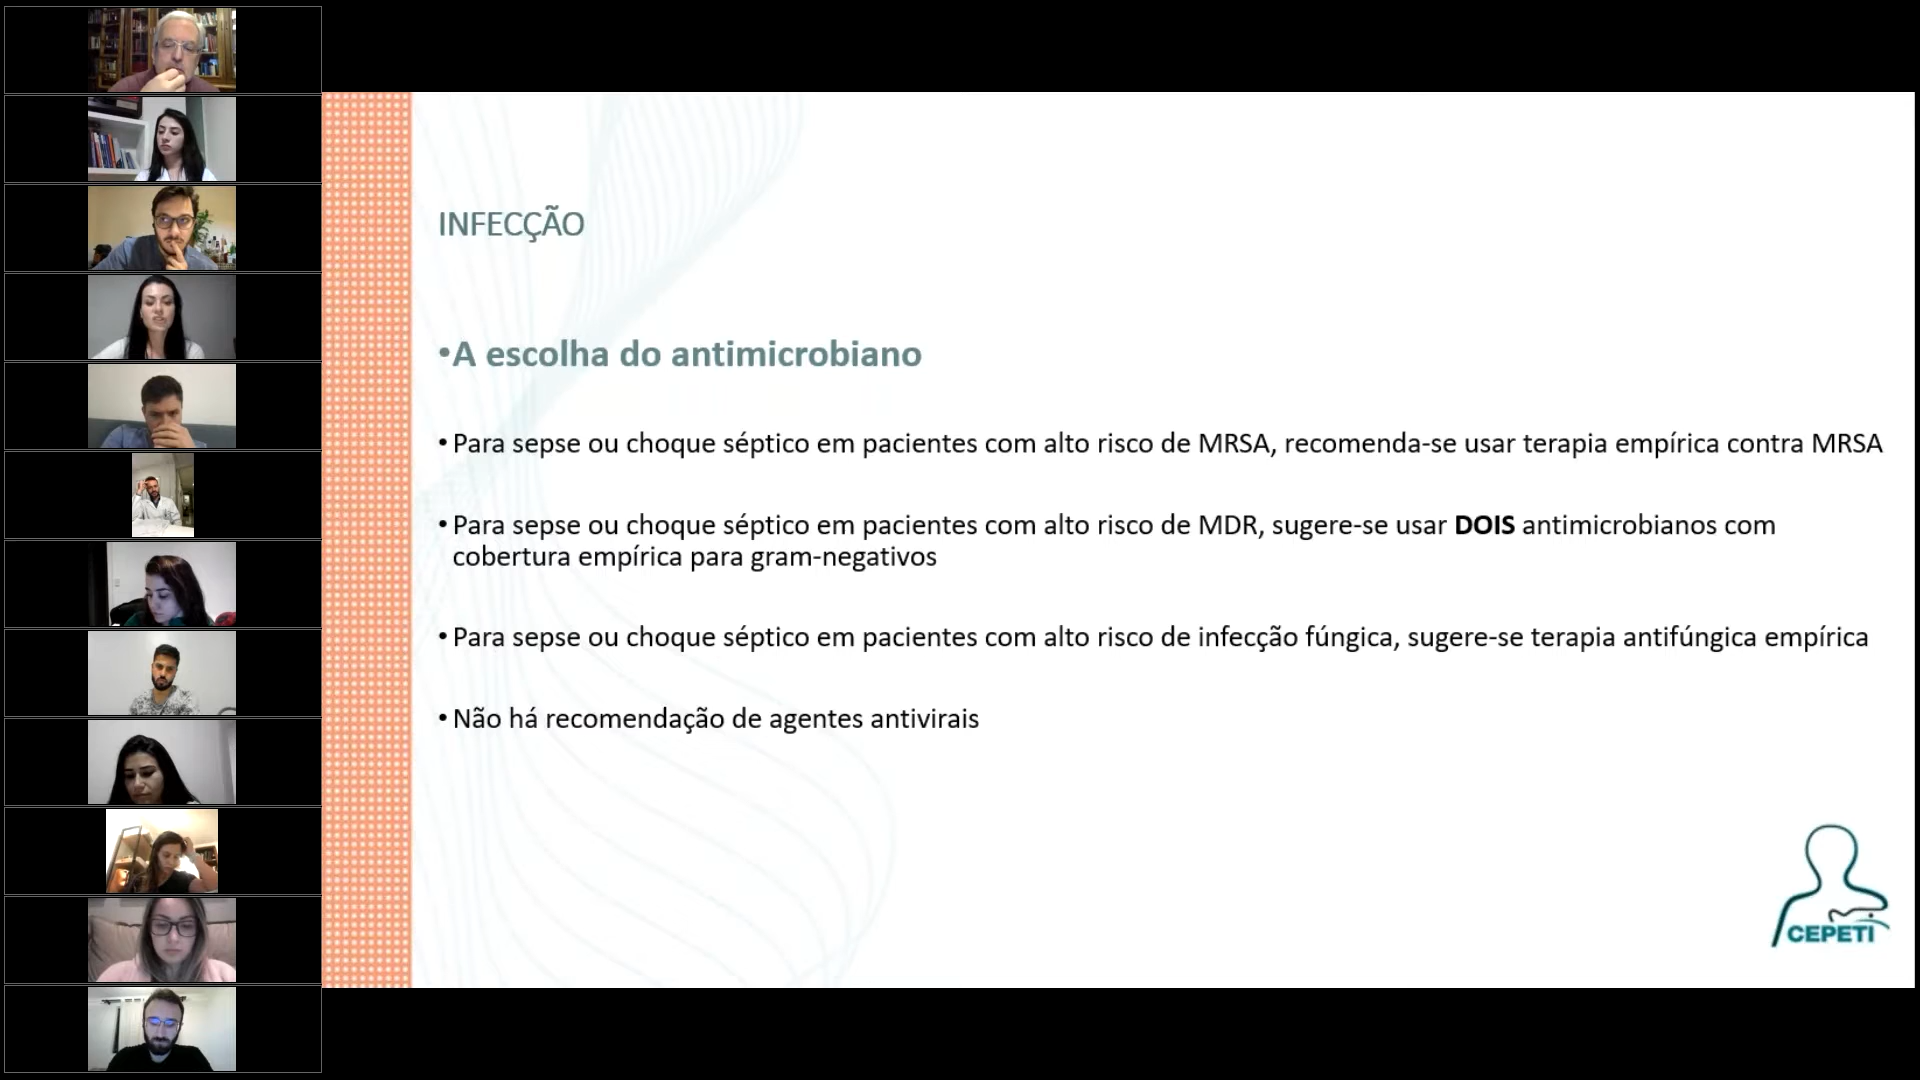 INFECÇÃO
•A escolha do antimicrobiano
• Para sepse ou choque séptico em pacientes com alto risco de MRSA, recomenda-se usar terapia empírica contra MRSA
• Para sepse ou choque séptico em pacientes com alto risco de MDR, sugere-se usar DOIS antimicrobianos com
cobertura empírica para gram-negativos
• Para sepse ou choque séptico em pacientes com alto risco de infecção fúngica, sugere-se terapia antifúngica empírica
• Não há recomendação de agentes antivirais
CEPETI